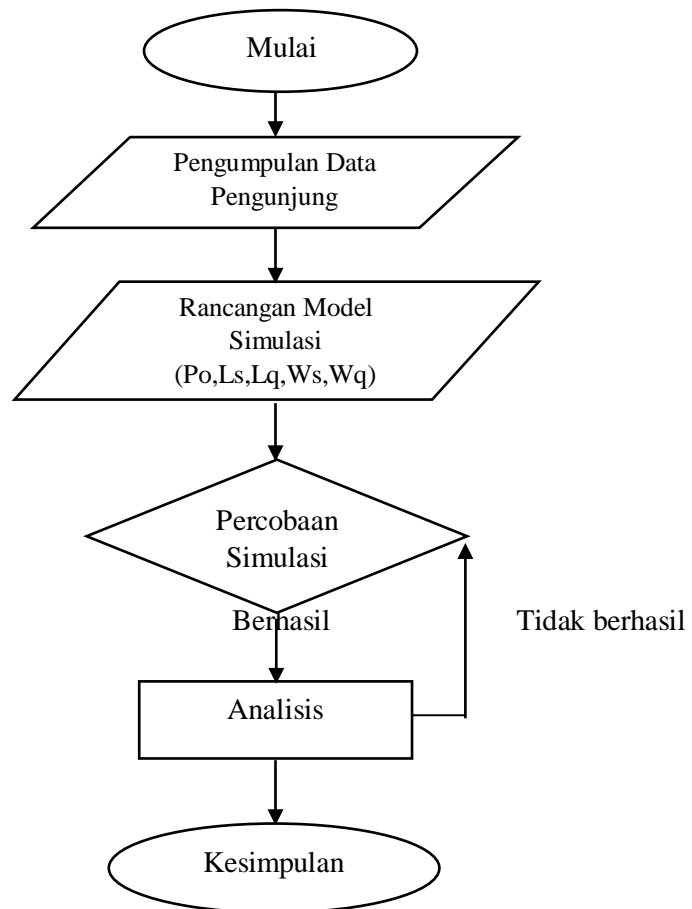 Mulai
Pengumpulan Data
Pengunjung
Rancangan Model
Simulasi
(Po,Ls,Lq,Ws,Wq)
Percobaan
Simulasi
Berhasil
Tidak berhasil
Analisis
Kesimpulan